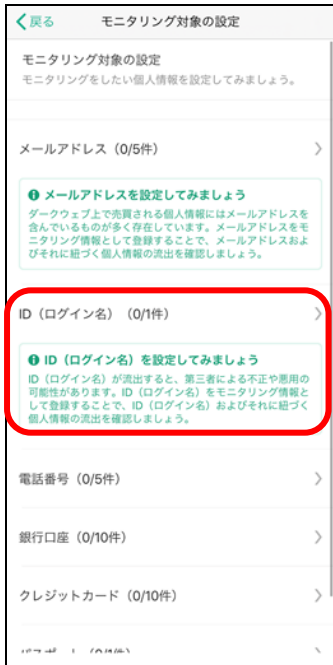 戻る モニタリング対象の設定
モニタリング対象の設定
モニタリングをしたい個人情報を設定してみましょう。
メールアドレス（0/5件）
メールアドレスを設定してみましょう
ダークウェブ上で売買される個人情報にはメールアドレスを
含んでいるものが多く存在しています。メールアドレスをモ
ニタリング情報として登録することで、メールアドレスおよ
びそれに紐づく個人情報の流出を確認しましょう。
ID（ログイン名）（0/1件）
ID（ログイン名）を設定してみましょう
ID（ログイン名）が流出すると、第三者による不正や悪用の
可能性があります。ID（ログイン名）をモニタリング情報と
して登録することで、ID（ログイン名）およびそれに紐づく
個人情報の流出を確認しましょう。
電話番号（0/5件）
銀行口座（0/10件）
クレジットカード（0/10件）